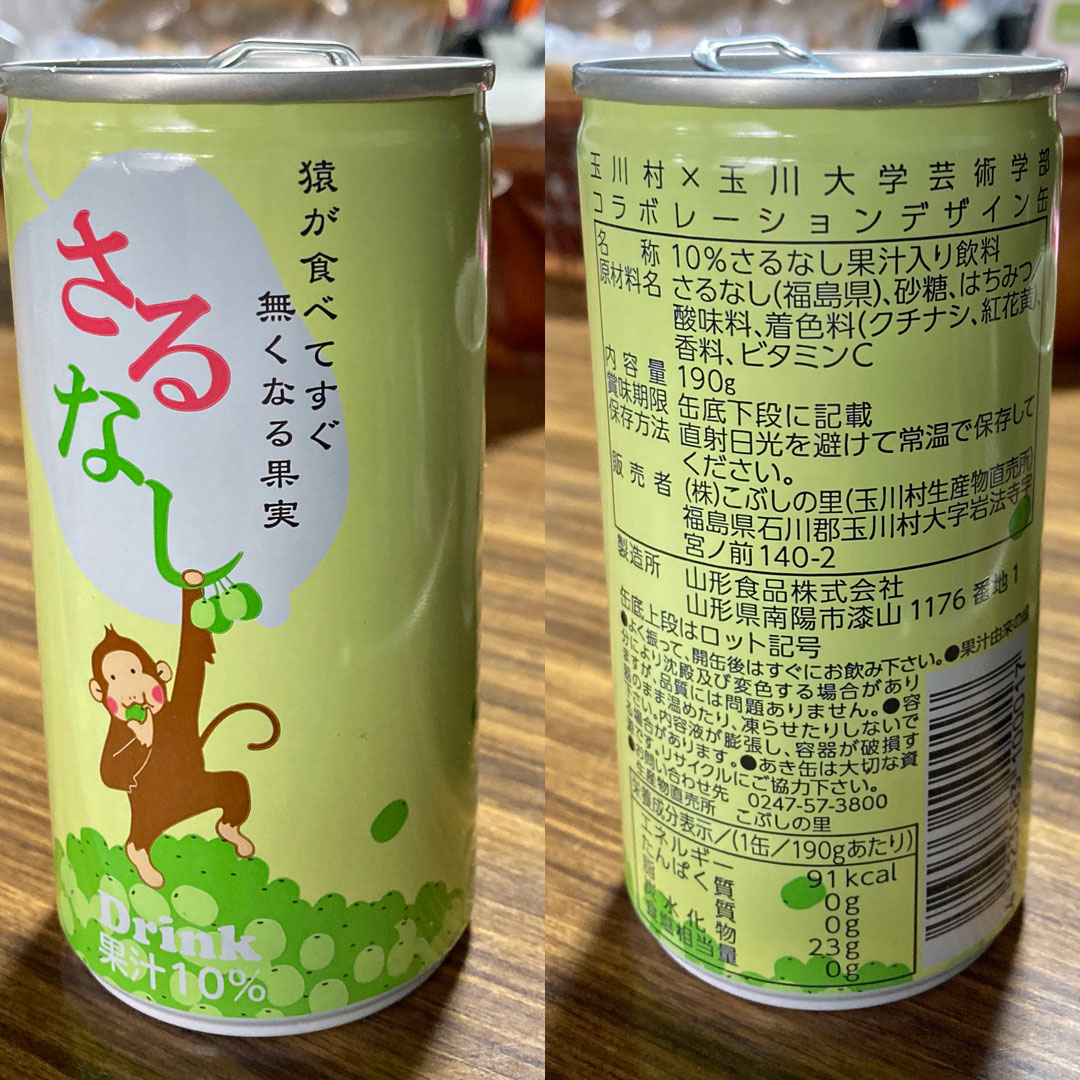 猿が食べてすぐ
無くなる果実
さる
なし
Drink
果汁10%
玉川村×玉川大学芸術学部
コラボレーションデザイン缶
名称 10%さるなし果汁入り飲料
原材料名 さるなし(福島県)、砂糖、はちみつ、
酸味料、着色料(クチナシ、紅花黄)、
香料、ビタミンC
内容量 190g
賞味期限 缶底下段に記載
保存方法 直射日光を避けて常温で保存して
ください。
販売者 (株)こぶしの里(玉川村生産物直売所)
福島県石川郡玉川村大字岩法寺字
宮ノ前140-2
製造所 山形食品株式会社
山形県南陽市漆山1176番地1
缶底上段はロット記号
●よく振って、開缶後はすぐにお飲み下さい。●果汁由来の成
分により沈殿及び変色する場合があり
ますが、品質には問題ありません。●容
器のまま温めたり、凍らせたりしないで
下さい。内容液が膨張し、容器が破損す
る場合があります。●あき缶は大切な資
源です。リサイクルにご協力下さい。
●お問い合わせ先 0247-57-3800
生産物直売所 こぶしの里
栄養成分表示/(1缶/190gあたり)
エネルギー 91kcal
たんぱく質 0g
脂質 0g
炭水化物 23g
食塩相当量 0g